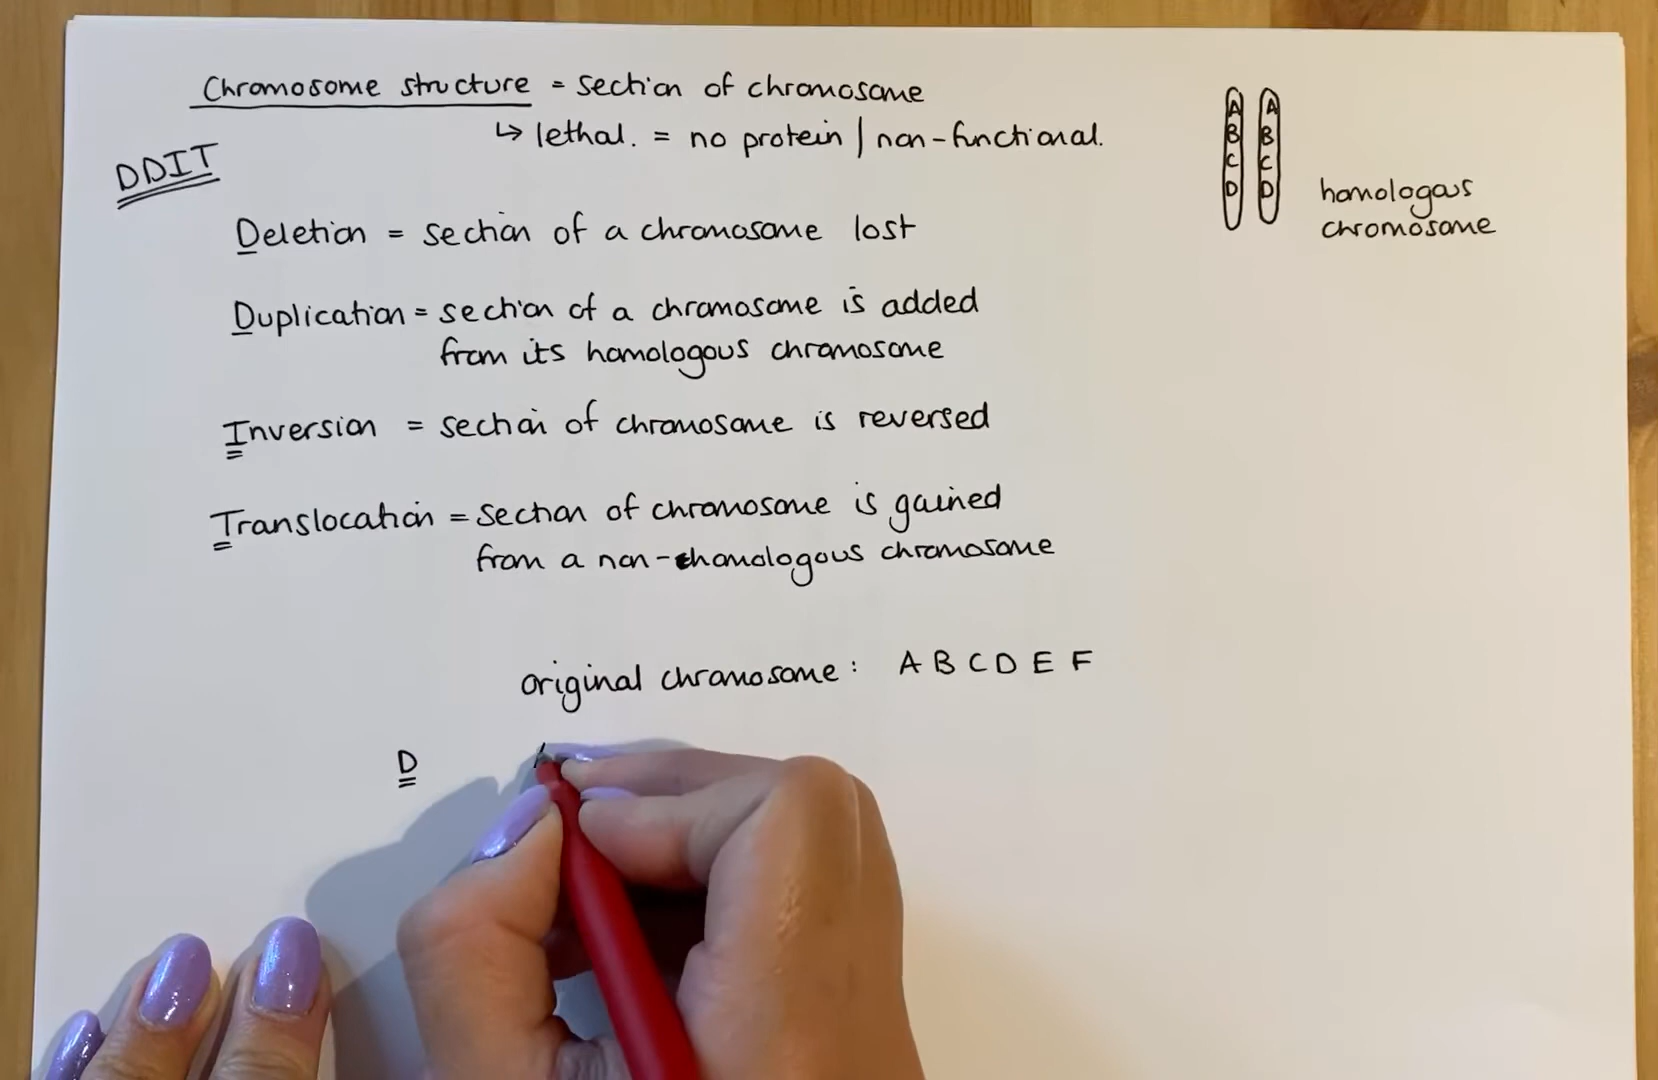 Chromosome structure = section of chromosome
↳ lethal. = no protein / non-functional.
DDIT
Deletion = section of a chromosome lost
Duplication = section of a chromosome is added
from its homologous chromosome
Inversion = section of chromosome is reversed
Translocation = section of chromosome is gained
from a non-homologous chromosome
original chromosome: A B C D E F
D
A A
B B
C C
D D
homologous
chromosome